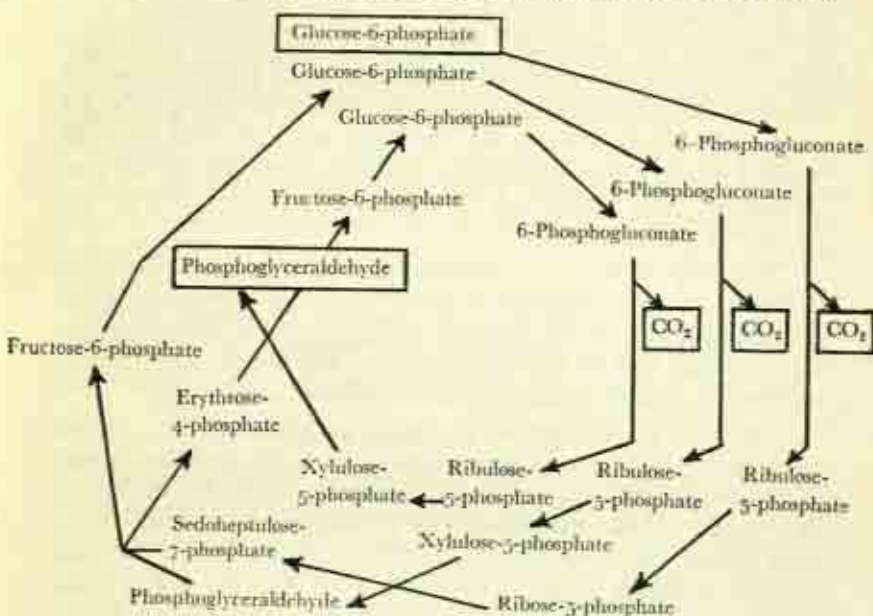 Glucose-6-phosphate
Glucose-6-phosphate
Glucose-6-phosphate
6-Phosphogluconate
6-Phosphogluconate
Fructose-6-phosphate
6-Phosphogluconate
Phosphoglyceraldehyde
CO₂ CO₂ CO₂
Fructose-6-phosphate
Erythrose-
4-phosphate
Xylulose-
5-phosphate
Ribulose-
5-phosphate
Ribulose-
5-phosphate
Ribulose-
5-phosphate
Sedoheptulose-
7-phosphate
Xylulose-5-phosphate
Phosphoglyceraldehyde
Ribose-5-phosphate